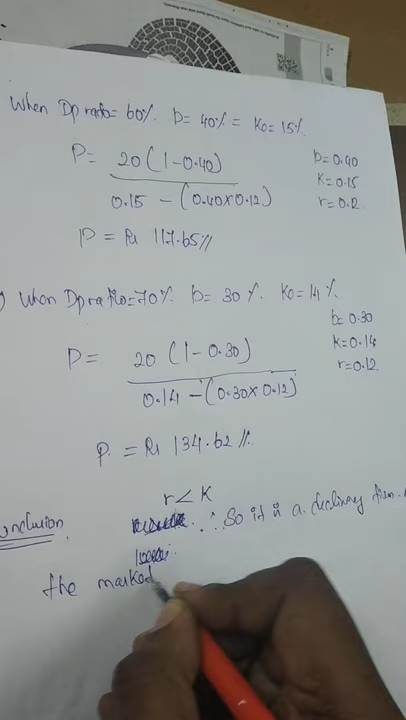 When Dp ratio = 60%. b = 40% = Ko = 15%.
P = 20 (1 - 0.40)
0.15 - (0.40 x 0.12)
b = 0.40
K = 0.15
r = 0.12
P = Rs 117.65//
) When Dp ratio = 70%. b = 30%. Ko = 14%.
P = 20 (1 - 0.30)
0.14 - (0.30 x 0.12)
b = 0.30
k = 0.14
r = 0.12
P. = Rs 134.62 //.
r < K
onclusion ∴ So it is a declining firm.
the market